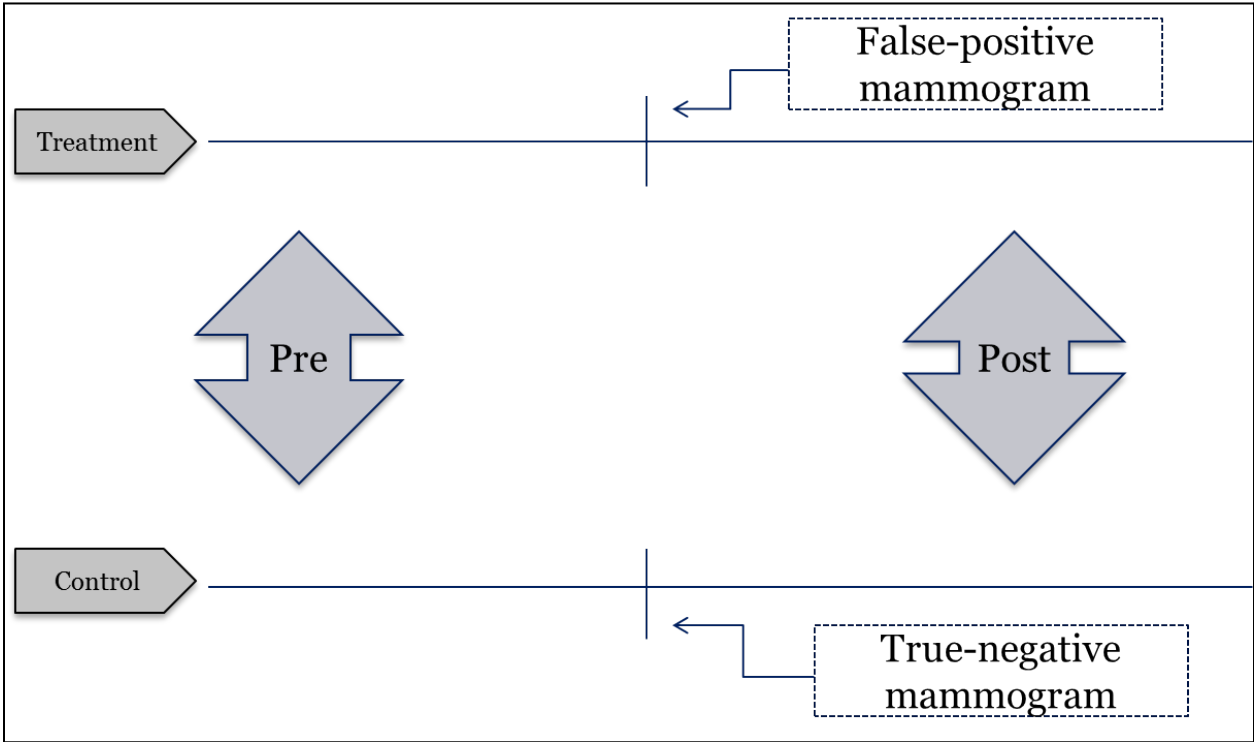 False-positive
mammogram
Treatment
Pre
Post
Control
True-negative
mammogram